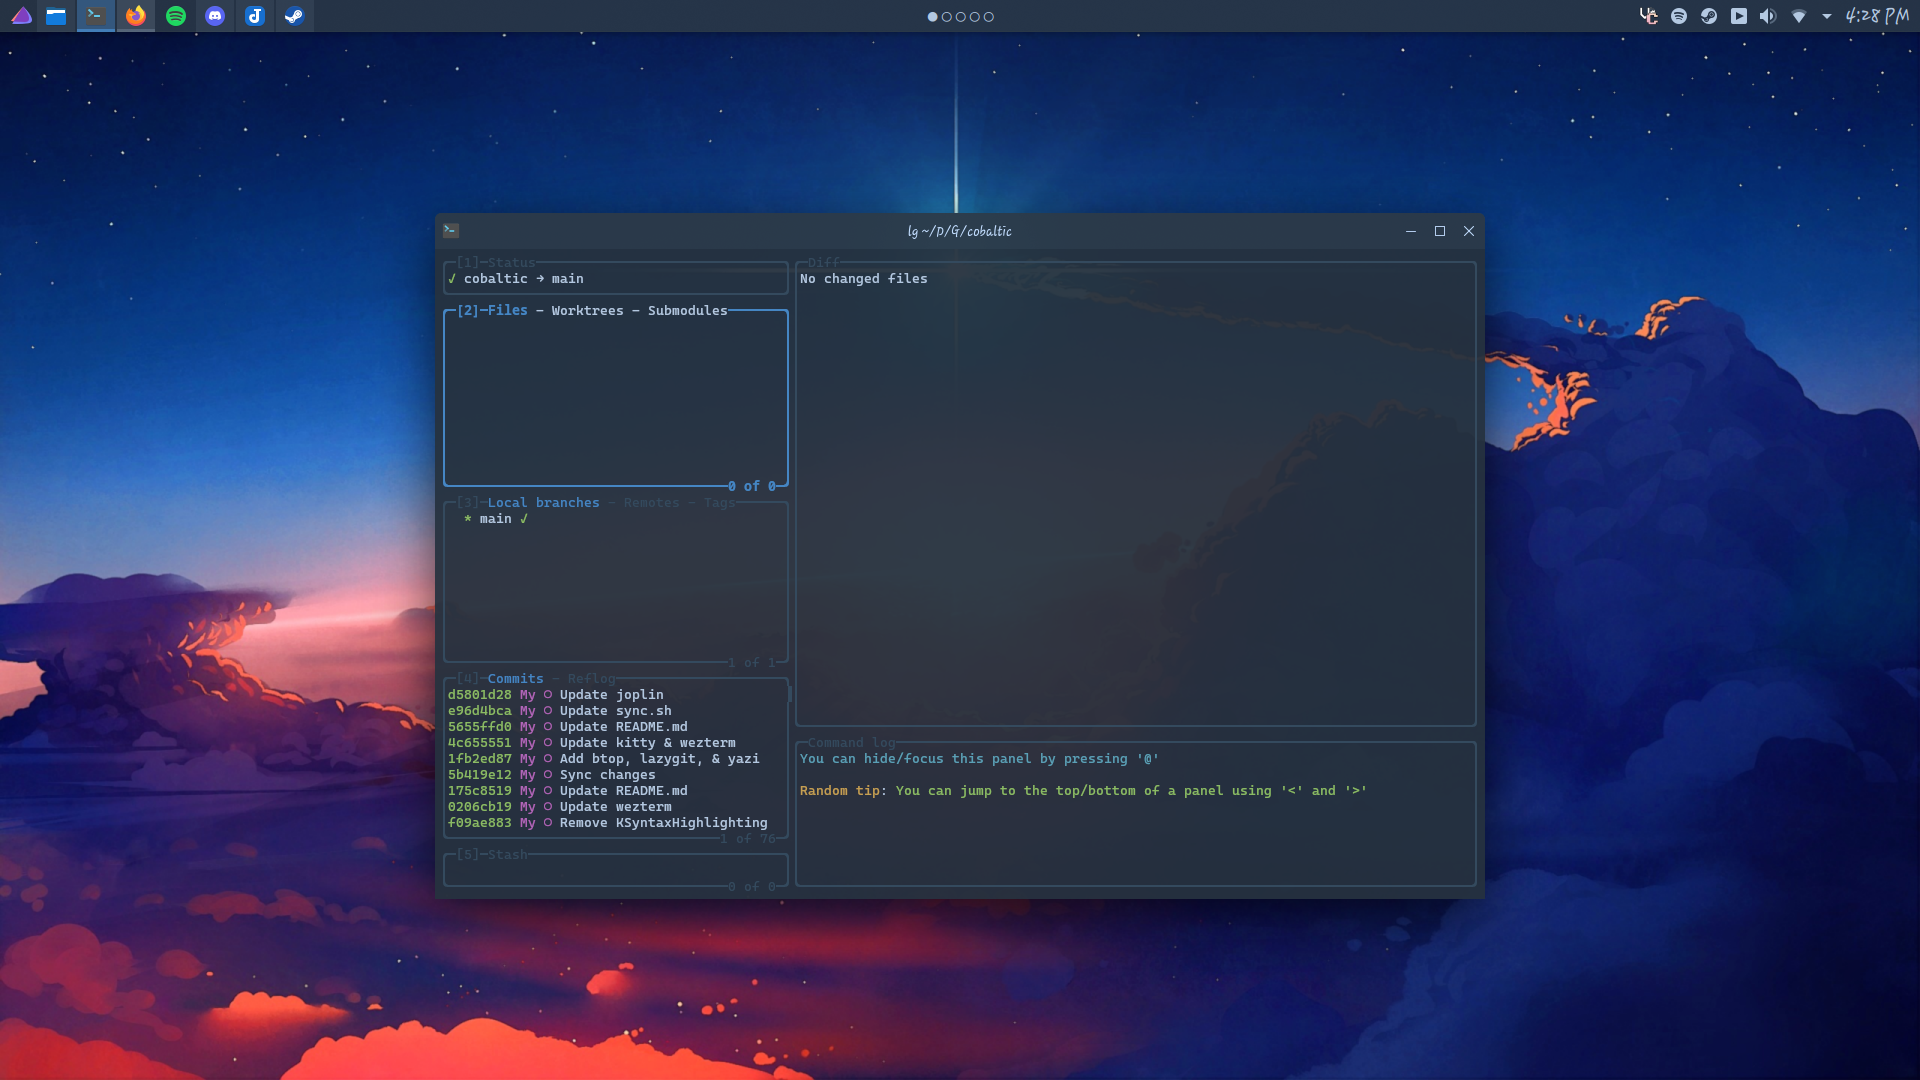 4:28 PM
lg ~/D/G/cobaltic
[1]─Status
✓ cobaltic → main
[2]─Files – Worktrees – Submodules
0 of 0
[3]─Local branches – Remotes – Tags
* main ✓
1 of 1
[4]─Commits – Reflog
d5801d28 My O Update joplin
e96d4bca My O Update sync.sh
5655ffd0 My O Update README.md
4c655551 My O Update kitty & wezterm
1fb2ed87 My O Add btop, lazygit, & yazi
5b419e12 My O Sync changes
175c8519 My O Update README.md
0206cb19 My O Update wezterm
f09ae883 My O Remove KSyntaxHighlighting
1 of 76
[5]─Stash
0 of 0
Diff
No changed files
Command log
You can hide/focus this panel by pressing '@'
Random tip: You can jump to the top/bottom of a panel using '<' and '>'